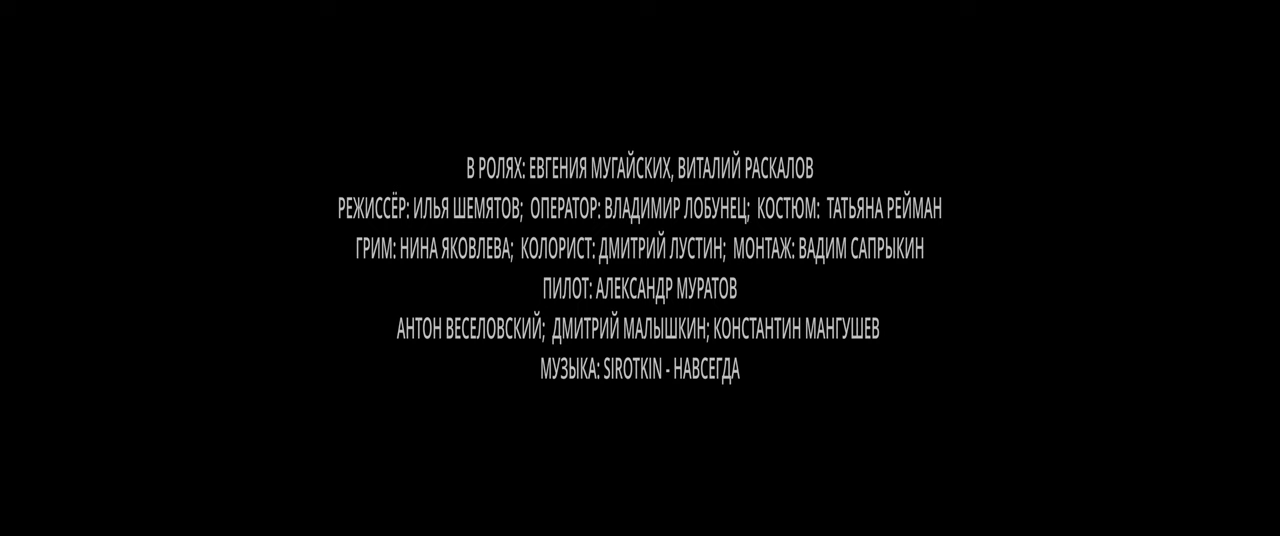 В РОЛЯХ: ЕВГЕНИЯ МУГАЙСКИХ, ВИТАЛИЙ РАСКАЛОВ
РЕЖИССЁР: ИЛЬЯ ШЕМЯТОВ; ОПЕРАТОР: ВЛАДИМИР ЛОБУНЕЦ; КОСТЮМ: ТАТЬЯНА РЕЙМАН
ГРИМ: НИНА ЯКОВЛЕВА; КОЛОРИСТ: ДМИТРИЙ ЛУСТИН; МОНТАЖ: ВАДИМ САПРЫКИН
ПИЛОТ: АЛЕКСАНДР МУРАТОВ
АНТОН ВЕСЕЛОВСКИЙ; ДМИТРИЙ МАЛЫШКИН; КОНСТАНТИН МАНГУШЕВ
МУЗЫКА: SIROTKIN - НАВСЕГДА